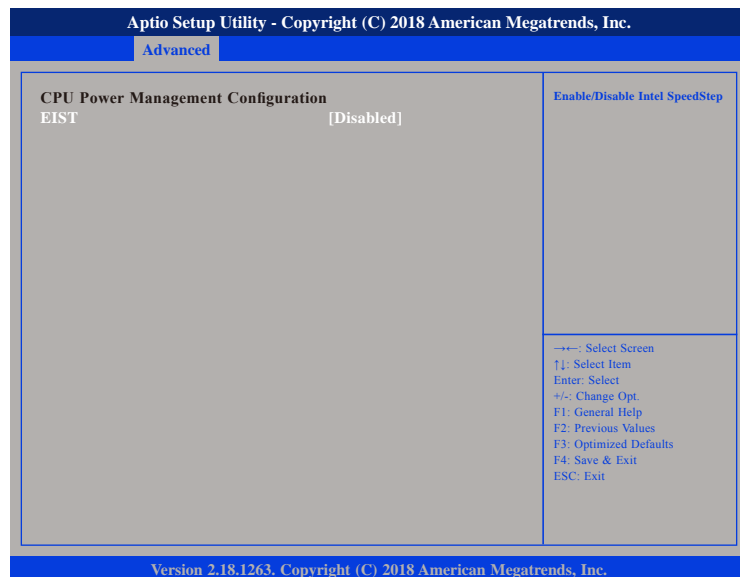 Aptio Setup Utility - Copyright (C) 2018 American Megatrends, Inc.
Advanced
CPU Power Management Configuration
EIST [Disabled]
Enable/Disable Intel SpeedStep
→←: Select Screen
↑↓: Select Item
Enter: Select
+/-: Change Opt.
F1: General Help
F2: Previous Values
F3: Optimized Defaults
F4: Save & Exit
ESC: Exit
Version 2.18.1263. Copyright (C) 2018 American Megatrends, Inc.